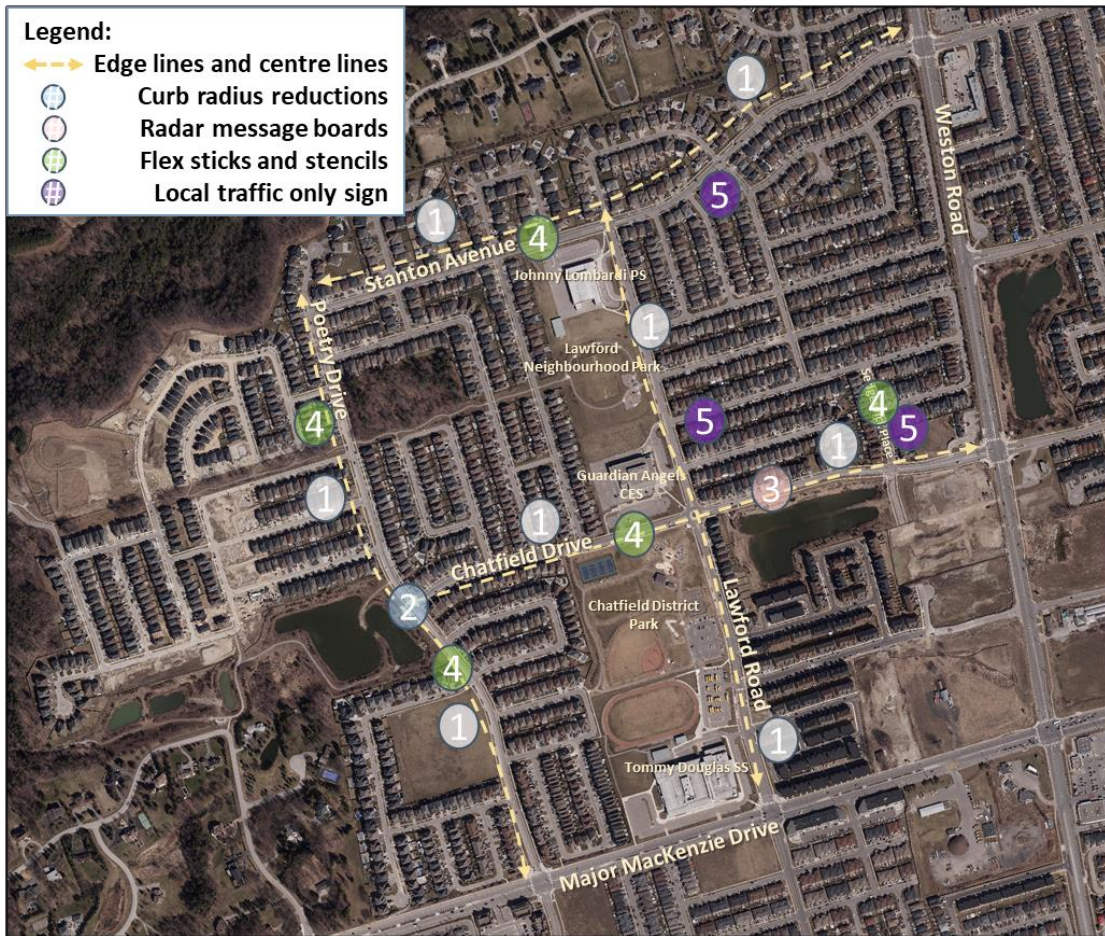 Legend:
Edge lines and centre lines
# Curb radius reductions
# Radar message boards
# Flex sticks and stencils
# Local traffic only sign
1
Weston Road
5
1
4
Stanton Avenue
Johnny Lombardi PS
Poetry Drive
1
Lawford
Neighbourhood Park
4
4
5
5
1
Place
Guardian Angels
CES
3
1
1
4
Chatfield Drive
2
Chatfield District
Park
Lawford Road
4
1
1
Tommy Douglas SS
Major MacKenzie Drive